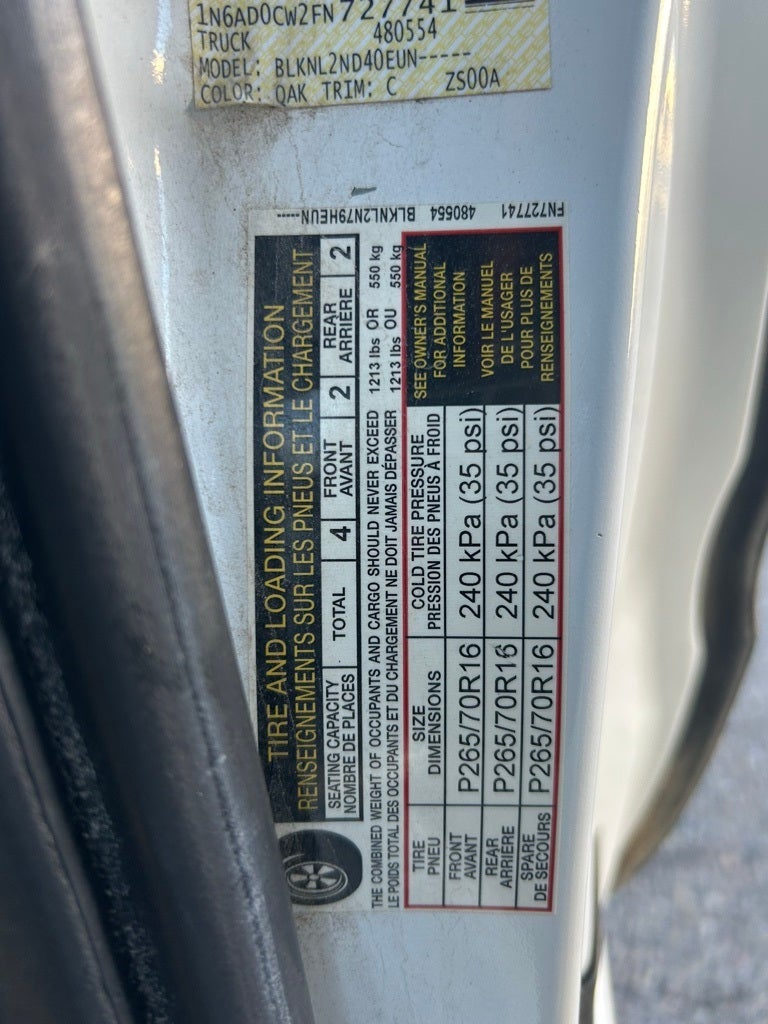 1N6AD0CW2FN727741
TRUCK 480554
MODEL: BLKNL2ND40EUN-----
COLOR: QAK TRIM: C ZS00A
TIRE AND LOADING INFORMATION
RENSEIGNEMENTS SUR LES PNEUS ET LE CHARGEMENT
SEATING CAPACITY
NOMBRE DE PLACES
TOTAL 4
FRONT
AVANT
2
REAR
ARRIÈRE
2
THE COMBINED WEIGHT OF OCCUPANTS AND CARGO SHOULD NEVER EXCEED 1213 lbs OR 550 kg
LE POIDS TOTAL DES OCCUPANTS ET DU CHARGEMENT NE DOIT JAMAIS DÉPASSER 1213 lbs OU 550 kg
TIRE
PNEU
SIZE
DIMENSIONS
COLD TIRE PRESSURE
PRESSION DES PNEUS À FROID
FRONT
AVANT
P265/70R16 240 kPa (35 psi)
REAR
ARRIERE
P265/70R16 240 kPa (35 psi)
SPARE
DE SECOURS
P265/70R16 240 kPa (35 psi)
SEE OWNER'S MANUAL
FOR ADDITIONAL
INFORMATION
VOIR LE MANUEL
DE L'USAGER
POUR PLUS DE
RENSEIGNEMENTS
FN727741 480554 BLKNL2N79HEUN-----